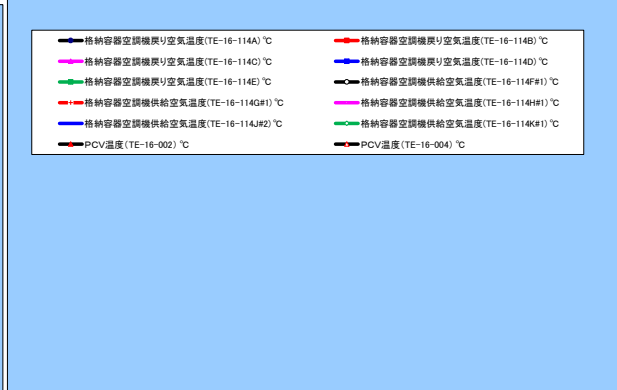 格納容器空調機戻り空気温度(TE-16-114A) ℃ 格納容器空調機戻り空気温度(TE-16-114B) ℃
格納容器空調機戻り空気温度(TE-16-114C) ℃ 格納容器空調機戻り空気温度(TE-16-114D) ℃
格納容器空調機戻り空気温度(TE-16-114E) ℃ 格納容器空調機供給空気温度(TE-16-114F#1) ℃
格納容器空調機供給空気温度(TE-16-114G#1) ℃ 格納容器空調機供給空気温度(TE-16-114H#1) ℃
格納容器空調機供給空気温度(TE-16-114J#2) ℃ 格納容器空調機供給空気温度(TE-16-114K#1) ℃
PCV温度(TE-16-002) ℃ PCV温度(TE-16-004) ℃